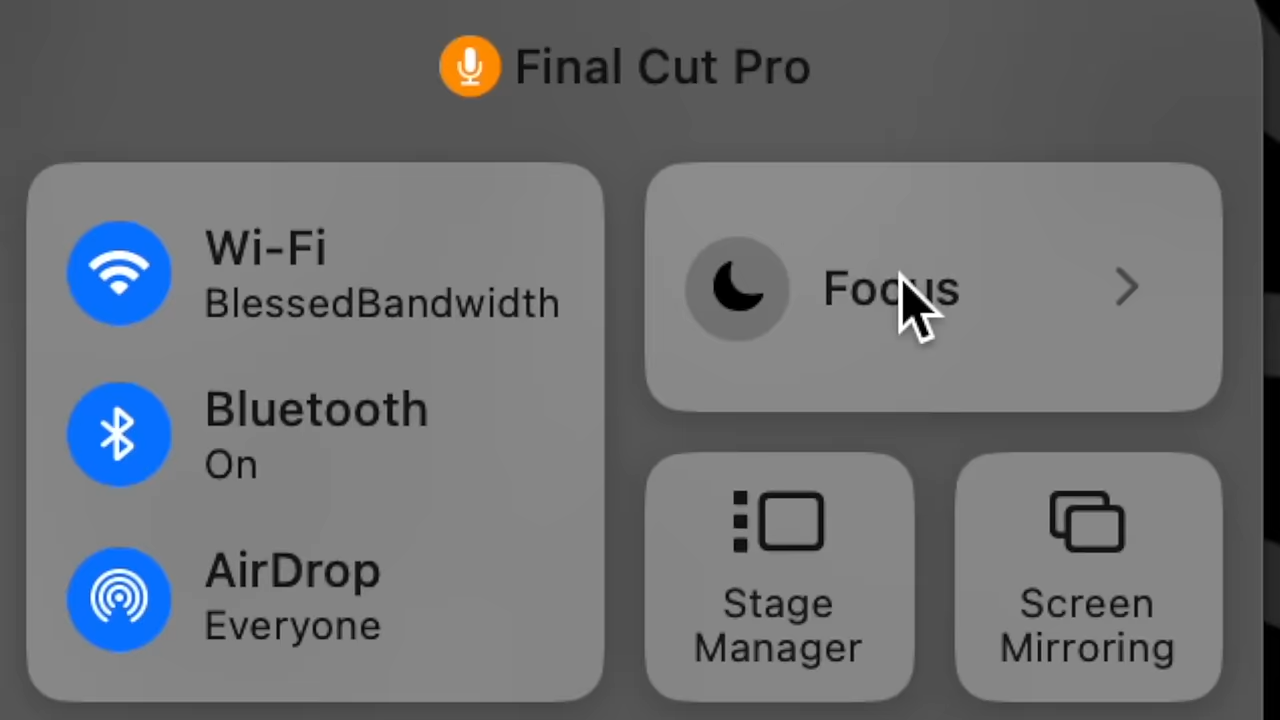 Final Cut Pro
Wi-Fi
BlessedBandwidth
Bluetooth
On
AirDrop
Everyone
Focus
Stage
Manager
Screen
Mirroring